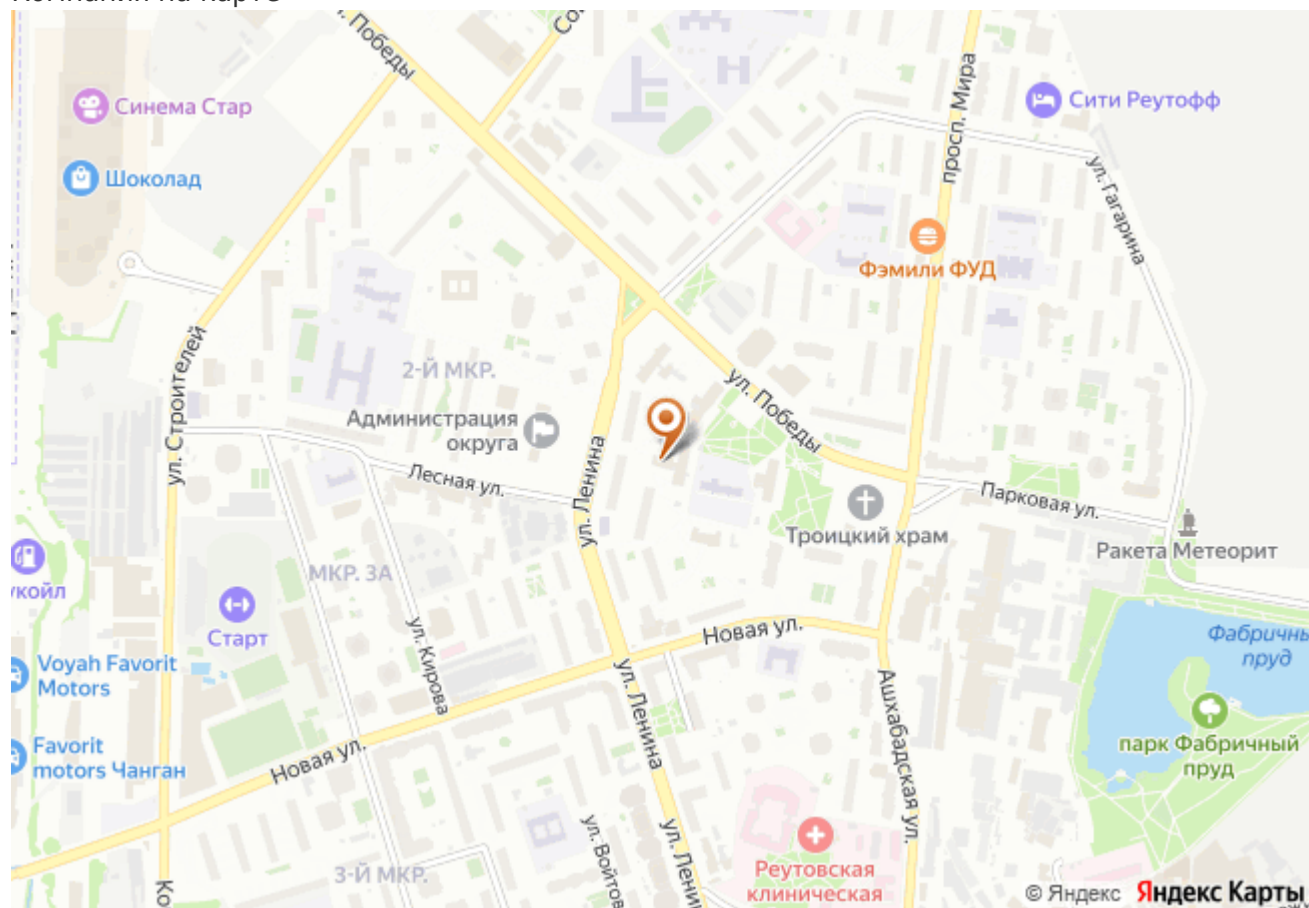 Компании на карте
ул. Победы
Синема Стар
Шоколад
просп. Мира
Сити Реутофф
ул. Гагарина
Фэмили ФУД
ул. Строителей
2-Й МКР.
Администрация
округа
ул. Ленина
ул. Победы
Лесная ул.
Троицкий храм
Парковая ул.
Ракета Метеорит
МКР. 3А
Старт
ул. Кирова
Новая ул.
Voyah Favorit
Motors
Favorit
motors Чанган
Новая ул.
ул. Ленина
Ашхабадская ул.
пруд
парк Фабричный
пруд
3-Й МКР.
Реутовская
клиническая
© Яндекс Яндекс Карты